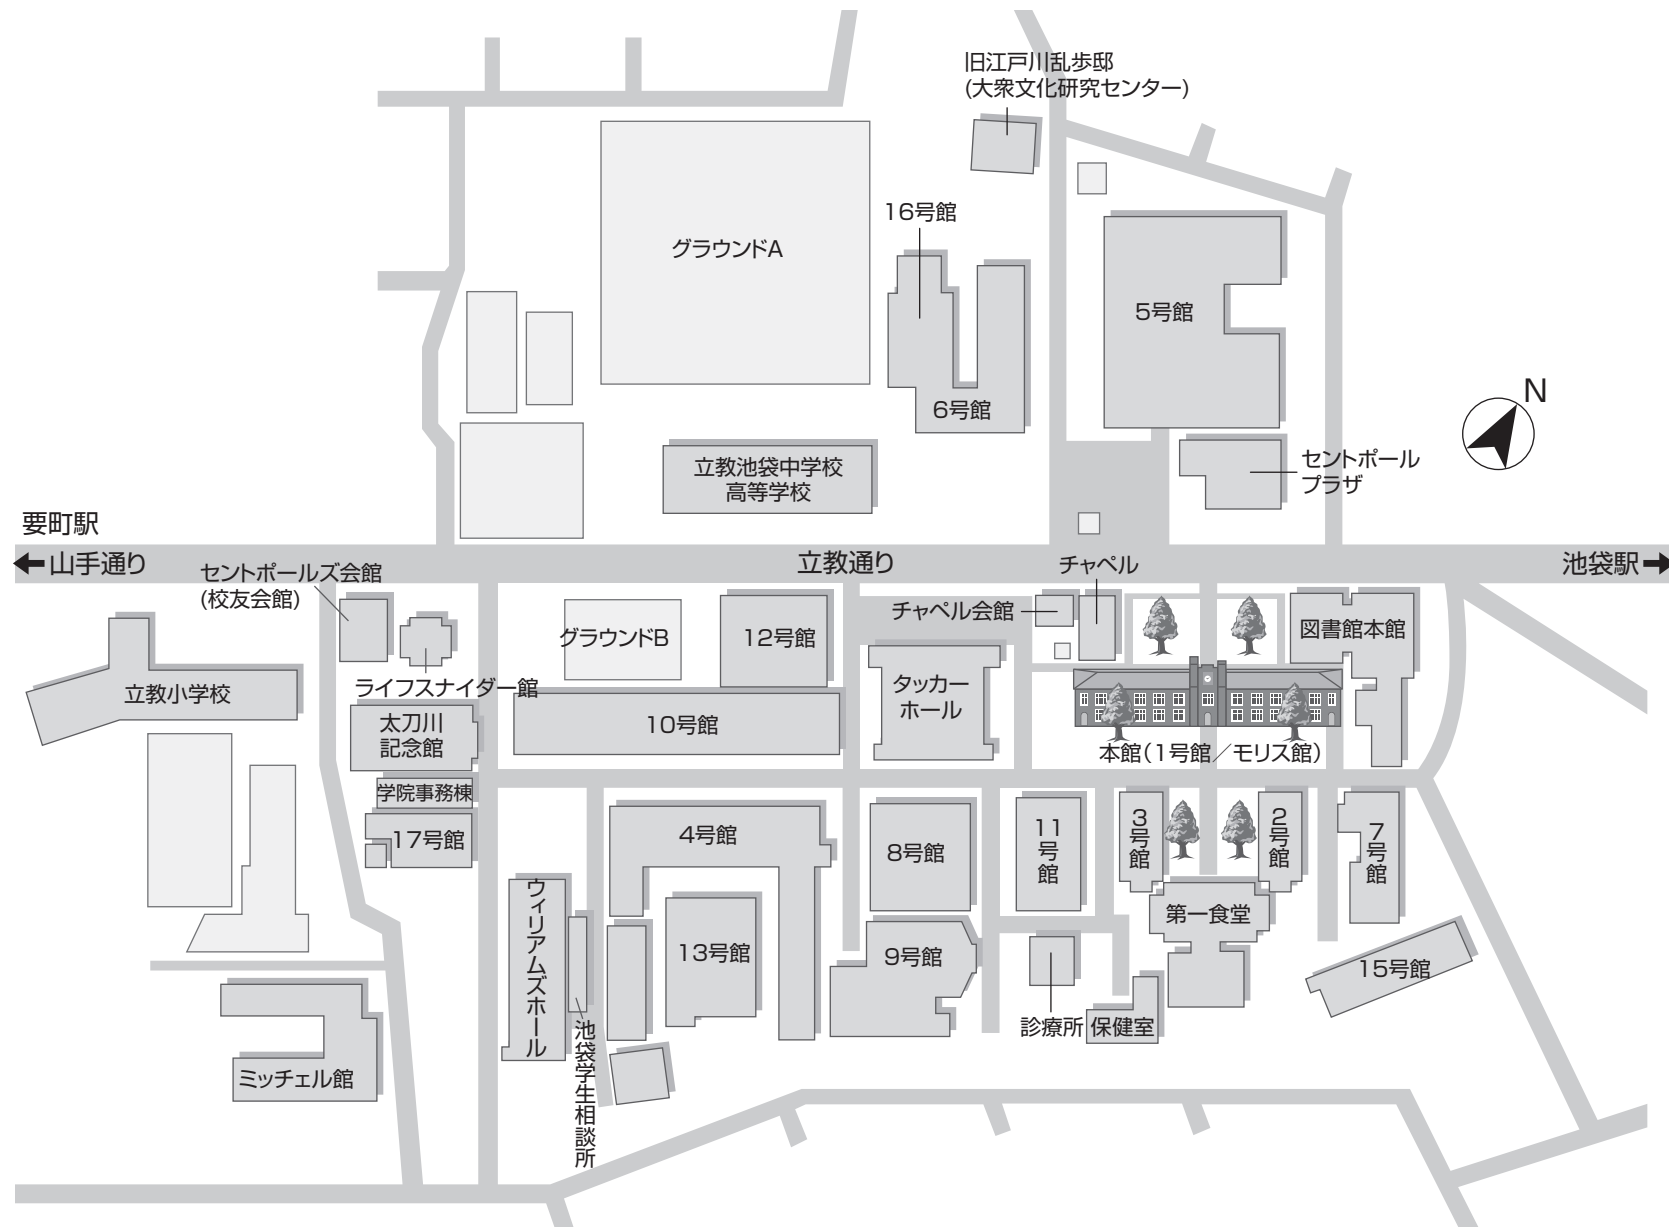 旧江戸川乱歩邸
(大衆文化研究センター)
16号館
グラウンドA
5号館
6号館
N
セントポール
プラザ
立教池袋中学校
高等学校
要町駅
山手通り
立教通り
池袋駅
セントポールズ会館
(校友会館)
チャペル
チャペル会館
グラウンドB
12号館
図書館本館
ライフスナイダー館
立教小学校
タッカー
ホール
太刀川
記念館
10号館
本館(1号館／モリス館)
学院事務棟
17号館
4号館
8号館
11号館
3号館
2号館
7号館
ウィリアムズホール
第一食堂
13号館
9号館
15号館
池袋学生相談所
診療所
保健室
ミッチェル館